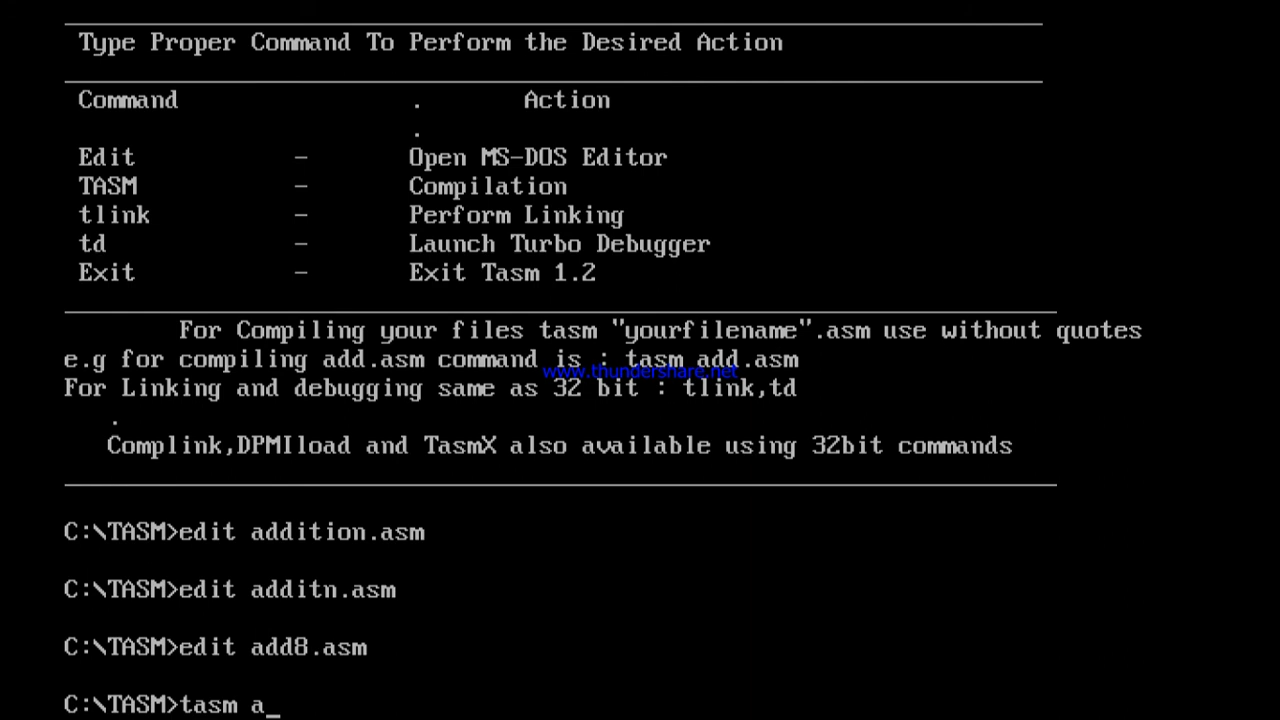 Type Proper Command To Perform the Desired Action
Command . Action
.
Edit - Open MS-DOS Editor
TASM - Compilation
tlink - Perform Linking
td - Launch Turbo Debugger
Exit - Exit Tasm 1.2
For Compiling your files tasm "yourfilename".asm use without quotes
e.g for compiling add.asm command is : tasm add.asm
www.thundershare.net
For Linking and debugging same as 32 bit : tlink,td
.
Complink,DPMIload and TasmX also available using 32bit commands
C:\TASM>edit addition.asm
C:\TASM>edit additn.asm
C:\TASM>edit add8.asm
C:\TASM>tasm a_